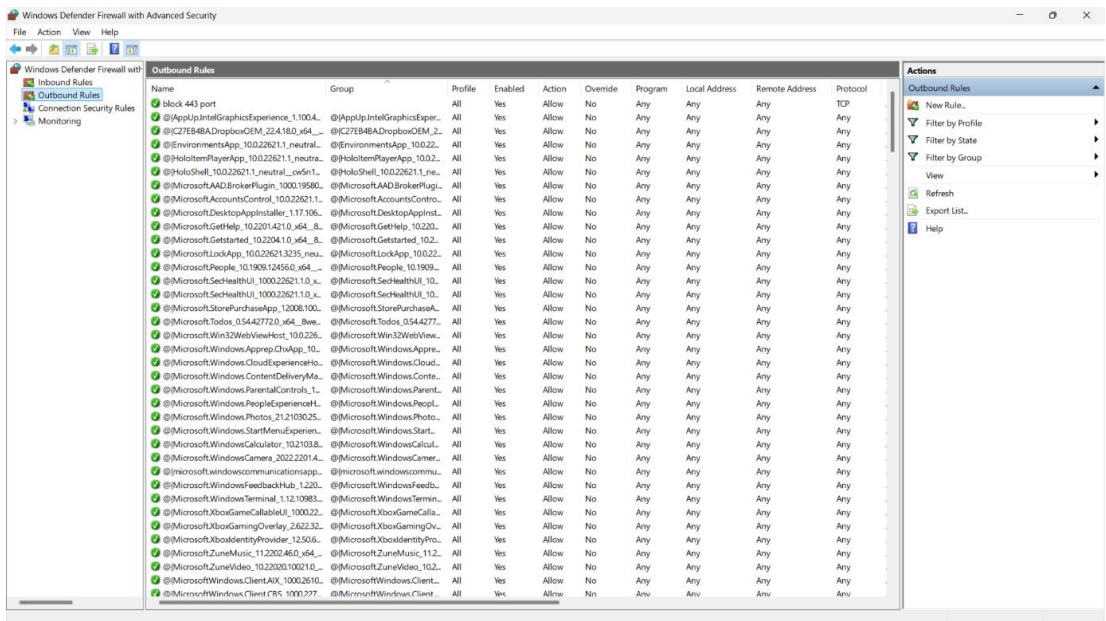 Windows Defender Firewall with Advanced Security
File Action View Help
Windows Defender Firewall with
Inbound Rules
Outbound Rules
Connection Security Rules
Monitoring
Outbound Rules
Name Group Profile Enabled Action Override Program Local Address Remote Address Protocol
block 443 port All Yes Allow No Any Any Any TCP
@{AppUp.IntelGraphicsExperience_1.100.4... @{AppUp.IntelGraphicsExper... All Yes Allow No Any Any Any Any
@{C27EB4BA.DropboxOEM_22.4.18.0_x64__... @{C27EB4BA.DropboxOEM_2... All Yes Allow No Any Any Any Any
@{EnvironmentsApp_10.0.22621.1_neutral... @{EnvironmentsApp_10.0.22... All Yes Allow No Any Any Any Any
@{HoloItemPlayerApp_10.0.22621.1_neutra... @{HoloItemPlayerApp_10.0.2... All Yes Allow No Any Any Any Any
@{HoloShell_10.0.22621.1_neutral__cw5n1... @{HoloShell_10.0.22621.1_ne... All Yes Allow No Any Any Any Any
@{Microsoft.AAD.BrokerPlugin_1000.19580... @{Microsoft.AAD.BrokerPlugi... All Yes Allow No Any Any Any Any
@{Microsoft.AccountsControl_10.0.22621.1... @{Microsoft.AccountsContro... All Yes Allow No Any Any Any Any
@{Microsoft.DesktopAppInstaller_1.17.106... @{Microsoft.DesktopAppInst... All Yes Allow No Any Any Any Any
@{Microsoft.GetHelp_10.2201.421.0_x64__8... @{Microsoft.GetHelp_10.220... All Yes Allow No Any Any Any Any
@{Microsoft.Getstarted_10.2204.1.0_x64__8... @{Microsoft.Getstarted_10.2... All Yes Allow No Any Any Any Any
@{Microsoft.LockApp_10.0.22621.3235_neu... @{Microsoft.LockApp_10.0.22... All Yes Allow No Any Any Any Any
@{Microsoft.People_10.1909.12456.0_x64__... @{Microsoft.People_10.1909... All Yes Allow No Any Any Any Any
@{Microsoft.SecHealthUI_1000.22621.1.0_x... @{Microsoft.SecHealthUI_10... All Yes Allow No Any Any Any Any
@{Microsoft.SecHealthUI_1000.22621.1.0_x... @{Microsoft.SecHealthUI_10... All Yes Allow No Any Any Any Any
@{Microsoft.StorePurchaseApp_12008.100... @{Microsoft.StorePurchaseA... All Yes Allow No Any Any Any Any
@{Microsoft.Todos_0.54.42772.0_x64__8we... @{Microsoft.Todos_0.54.4277... All Yes Allow No Any Any Any Any
@{Microsoft.Win32WebViewHost_10.0.226... @{Microsoft.Win32WebView... All Yes Allow No Any Any Any Any
@{Microsoft.Windows.Apprep.ChxApp_10... @{Microsoft.Windows.Appre... All Yes Allow No Any Any Any Any
@{Microsoft.Windows.CloudExperienceHo... @{Microsoft.Windows.Cloud... All Yes Allow No Any Any Any Any
@{Microsoft.Windows.ContentDeliveryMa... @{Microsoft.Windows.Conte... All Yes Allow No Any Any Any Any
@{Microsoft.Windows.ParentalControls_1... @{Microsoft.Windows.Parent... All Yes Allow No Any Any Any Any
@{Microsoft.Windows.PeopleExperienceH... @{Microsoft.Windows.Peopl... All Yes Allow No Any Any Any Any
@{Microsoft.Windows.Photos_21.21030.25... @{Microsoft.Windows.Photo... All Yes Allow No Any Any Any Any
@{Microsoft.Windows.StartMenuExperien... @{Microsoft.Windows.Start... All Yes Allow No Any Any Any Any
@{Microsoft.WindowsCalculator_10.2103.8... @{Microsoft.WindowsCalcul... All Yes Allow No Any Any Any Any
@{Microsoft.WindowsCamera_2022.2201.4... @{Microsoft.WindowsCamer... All Yes Allow No Any Any Any Any
@{microsoft.windowscommunicationsapp... @{microsoft.windowscommu... All Yes Allow No Any Any Any Any
@{Microsoft.WindowsFeedbackHub_1.220... @{Microsoft.WindowsFeedb... All Yes Allow No Any Any Any Any
@{Microsoft.WindowsTerminal_1.12.10983... @{Microsoft.WindowsTermin... All Yes Allow No Any Any Any Any
@{Microsoft.XboxGameCallableUI_1000.22... @{Microsoft.XboxGameCalla... All Yes Allow No Any Any Any Any
@{Microsoft.XboxGamingOverlay_2.622.32... @{Microsoft.XboxGamingOv... All Yes Allow No Any Any Any Any
@{Microsoft.XboxIdentityProvider_12.50.6... @{Microsoft.XboxIdentityPro... All Yes Allow No Any Any Any Any
@{Microsoft.ZuneMusic_11.2202.46.0_x64__... @{Microsoft.ZuneMusic_11.2... All Yes Allow No Any Any Any Any
@{Microsoft.ZuneVideo_10.22020.10021.0_... @{Microsoft.ZuneVideo_10.2... All Yes Allow No Any Any Any Any
@{MicrosoftWindows.Client.AIX_1000.2610... @{MicrosoftWindows.Client... All Yes Allow No Any Any Any Any
@{MicrosoftWindows.Client.CBS_1000.227... @{MicrosoftWindows.Client... All Yes Allow No Any Any Any Any
Actions
Outbound Rules
New Rule...
Filter by Profile
Filter by State
Filter by Group
View
Refresh
Export List...
Help